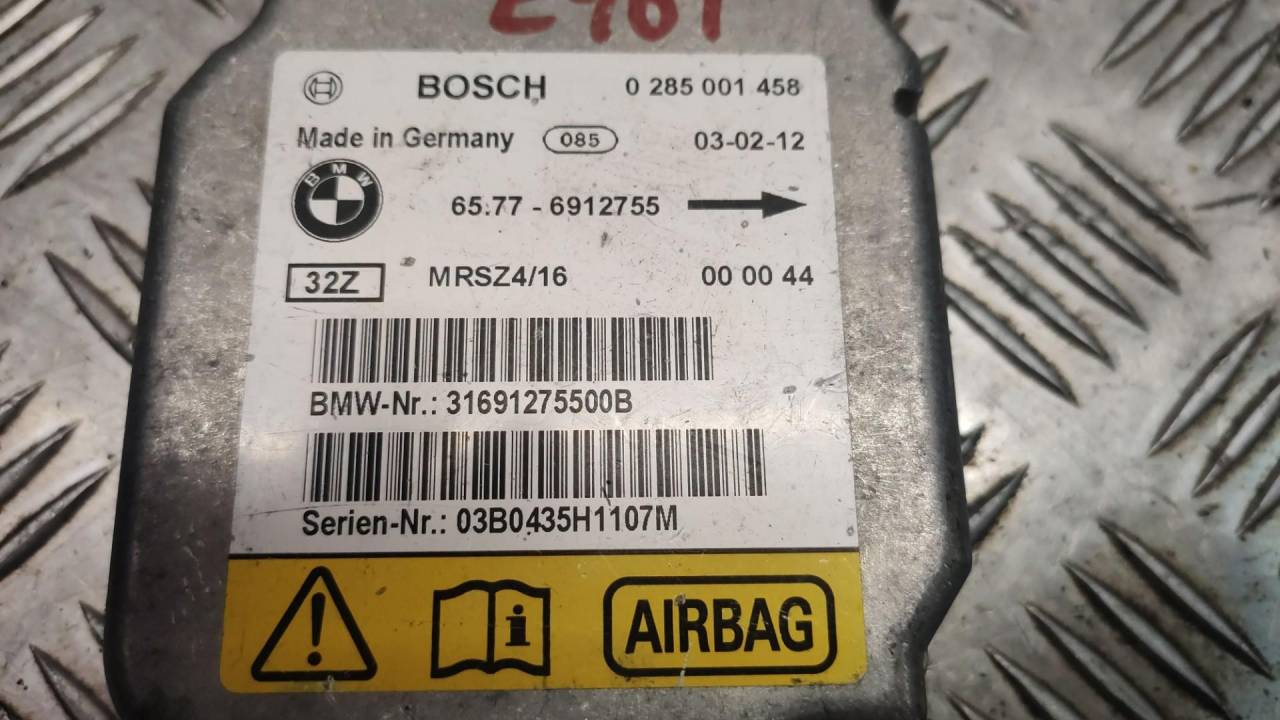 BOSCH 0 285 001 458
Made in Germany 085 03-02-12
BMW 65.77 - 6912755
32Z MRSZ4/16 00 00 44
BMW-Nr.: 31691275500B
Serien-Nr.: 03B0435H1107M
AIRBAG